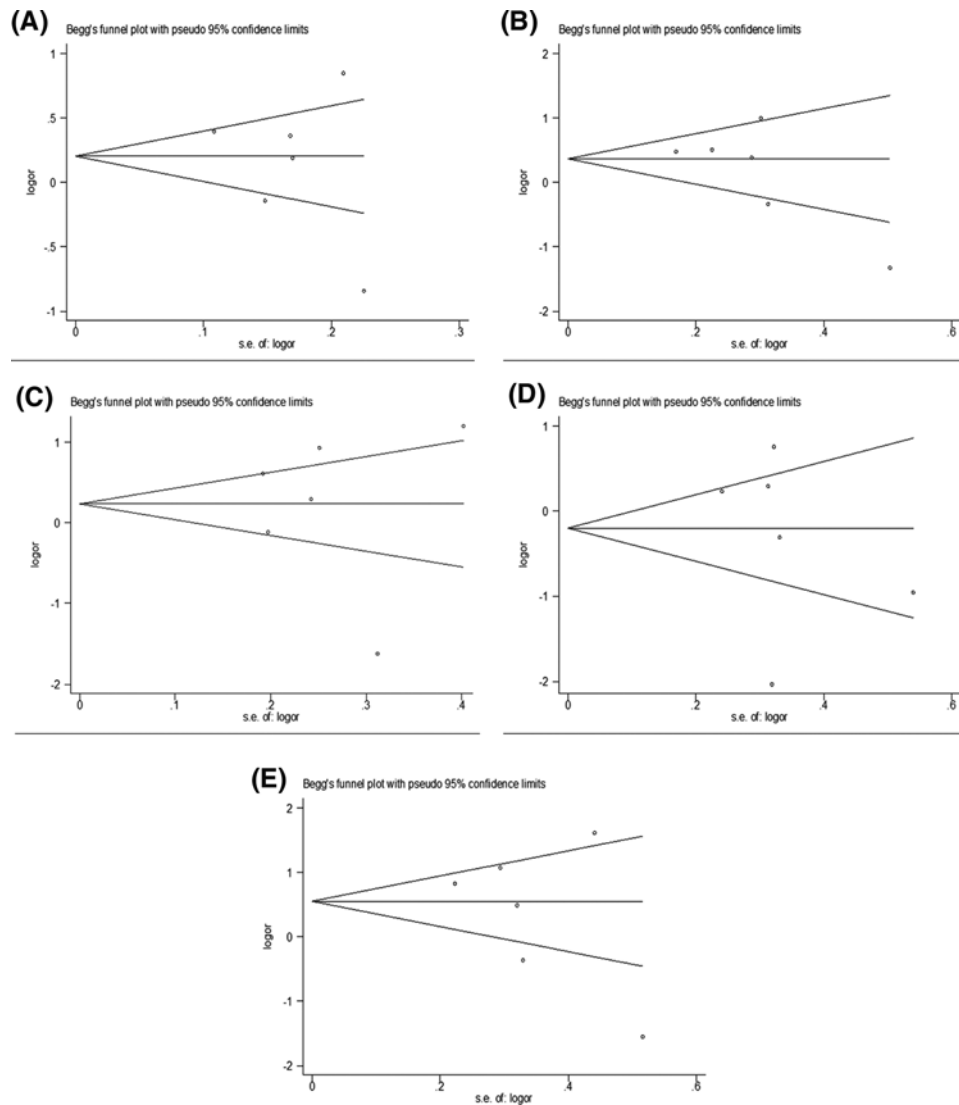 (A)
Begg's funnel plot with pseudo 95% confidence limits
1
.5
0
-.5
-1
logor
0
.1
.2
.3
s.e. of: logor
(B)
Begg's funnel plot with pseudo 95% confidence limits
2
1
0
-1
-2
logor
0
.2
.4
.6
s.e. of: logor
(C)
Begg's funnel plot with pseudo 95% confidence limits
1
0
-1
-2
logor
0
.1
.2
.3
.4
s.e. of: logor
(D)
Begg's funnel plot with pseudo 95% confidence limits
1
0
-1
-2
logor
0
.2
.4
.6
s.e. of: logor
(E)
Begg's funnel plot with pseudo 95% confidence limits
2
1
0
-1
-2
logor
0
.2
.4
.6
s.e. of: logor